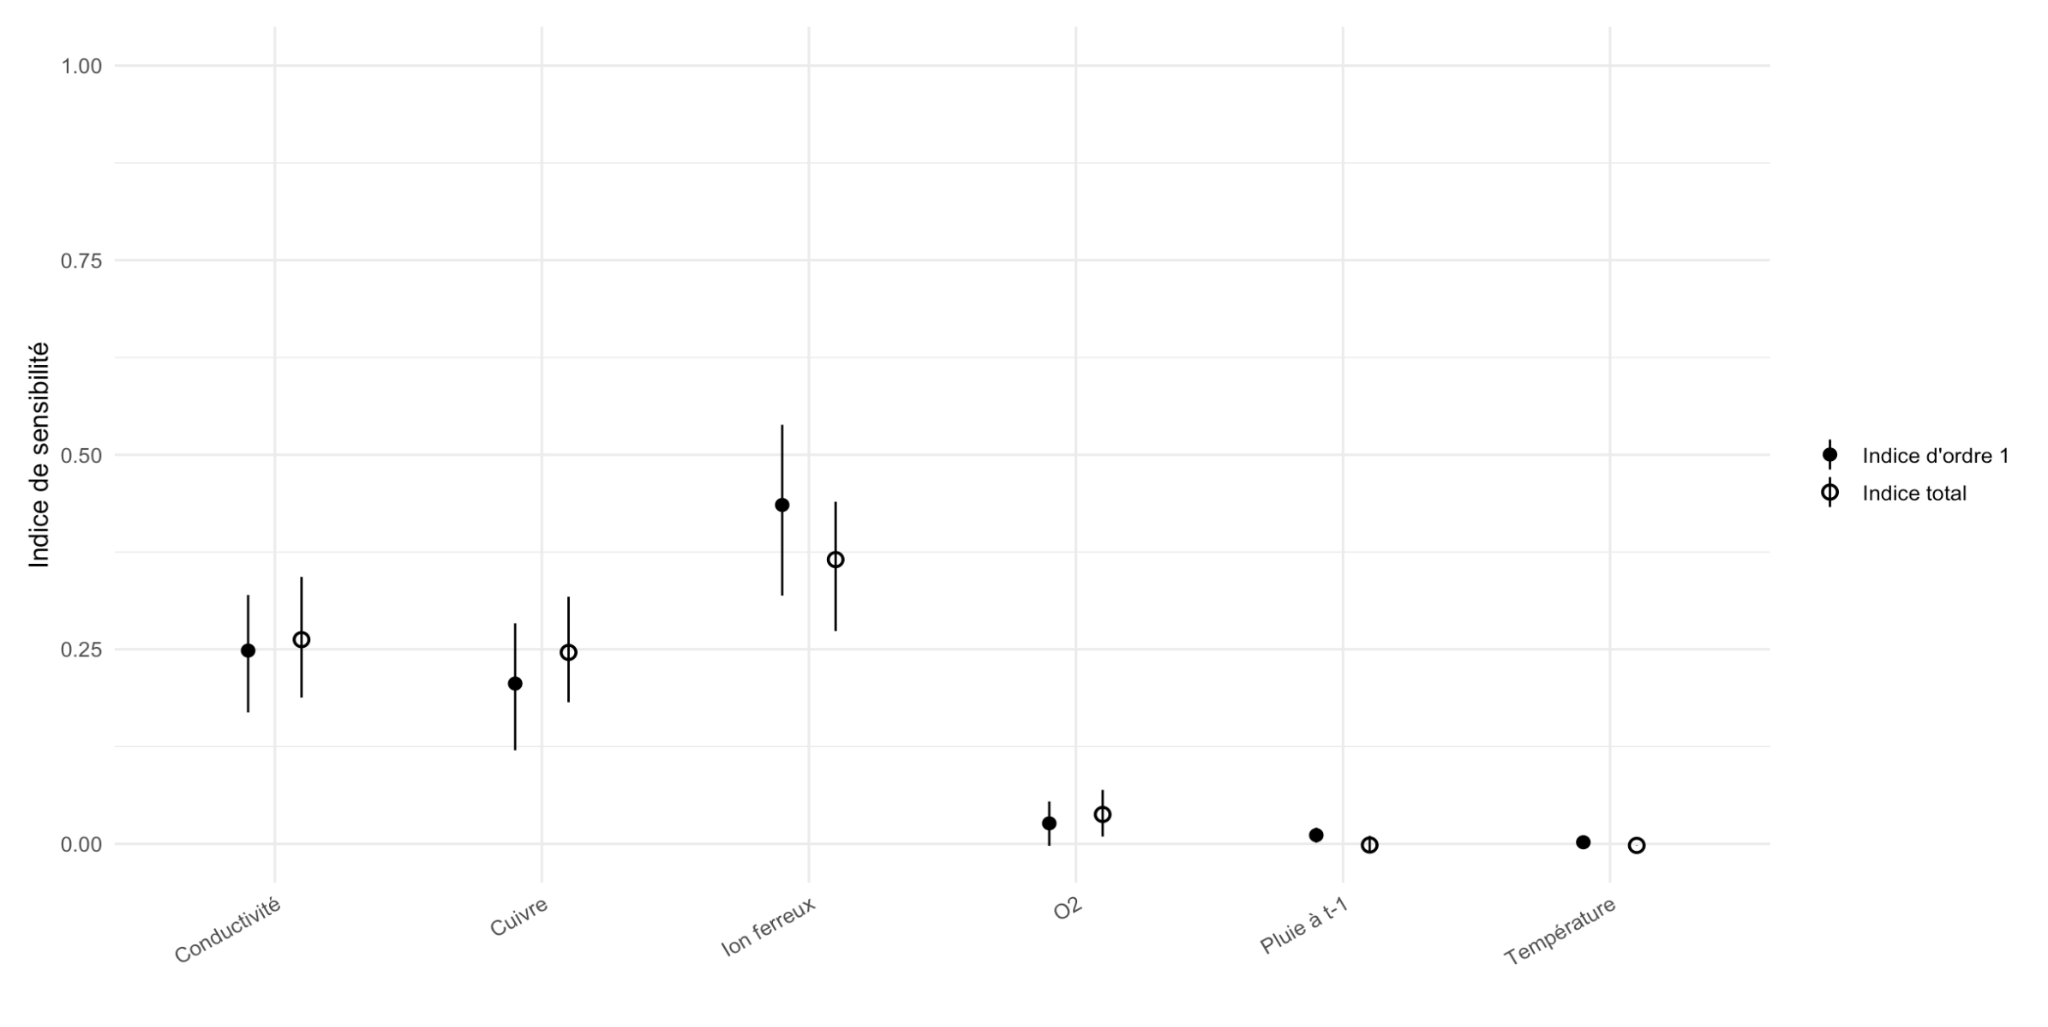 Indice de sensibilité
1.00
0.75
0.50
0.25
0.00
Conductivité
Cuivre
Ion ferreux
O2
Pluie à t-1
Température
Indice d'ordre 1
Indice total